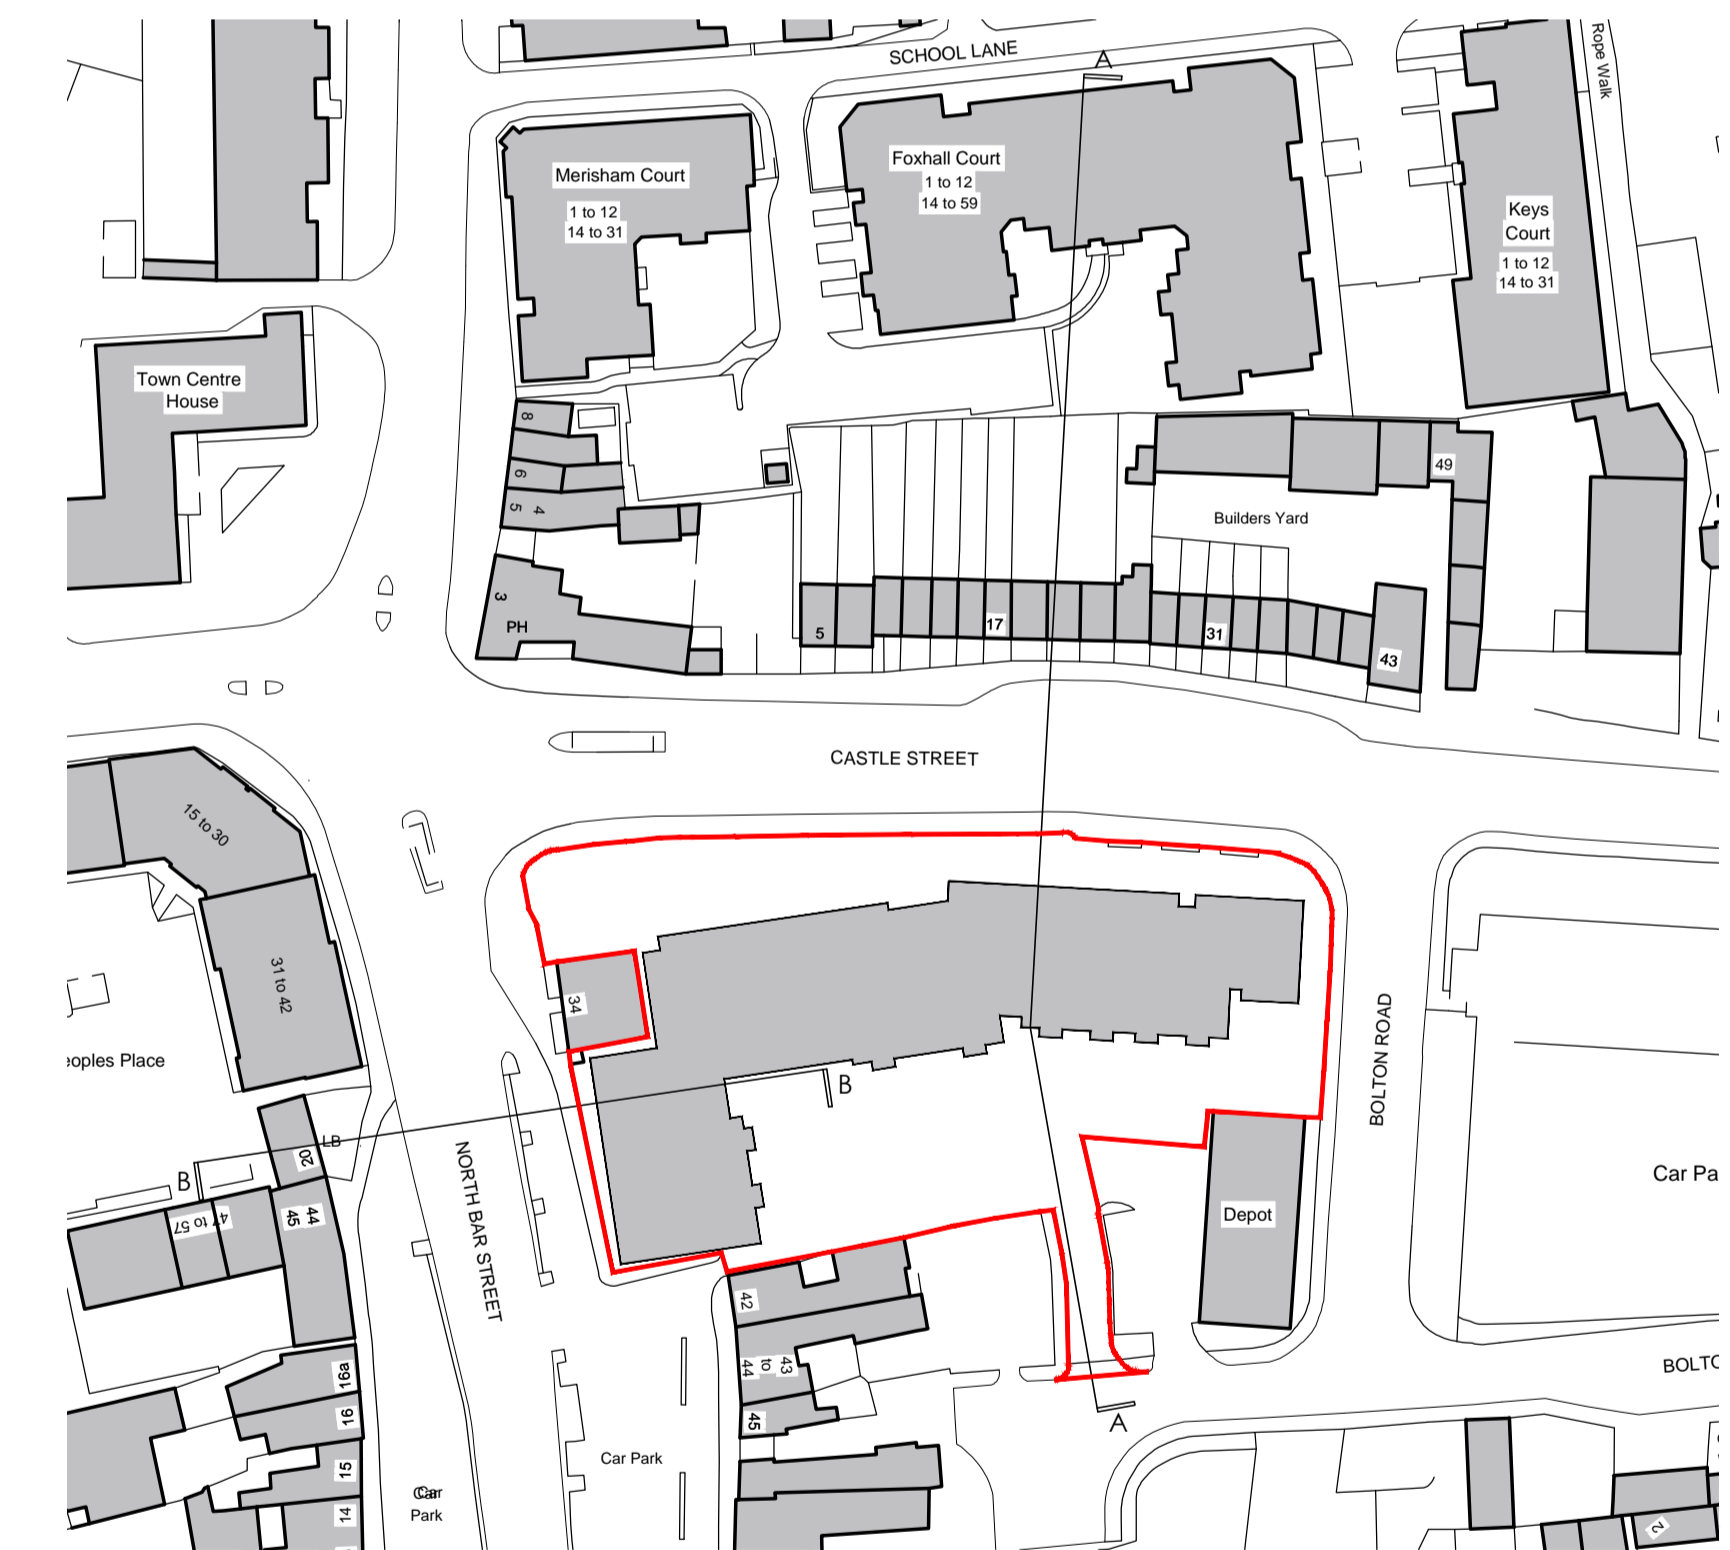 SCHOOL LANE
A
Rope Walk
Merisham Court
1 to 12
14 to 31
Foxhall Court
1 to 12
14 to 59
Keys
Court
1 to 12
14 to 31
Town Centre
House
8
6
5 4
3
PH
49
Builders Yard
5
17
31
43
CASTLE STREET
15 to 30
31 to 42
34
eoples Place
BOLTON ROAD
B
LB
20
B
NORTH BAR STREET
Car Pa
47 to 57
45 44
Depot
42
44 to 43
45
16a
16
15
14
BOLTO
A
Car Park
Car
Park
2